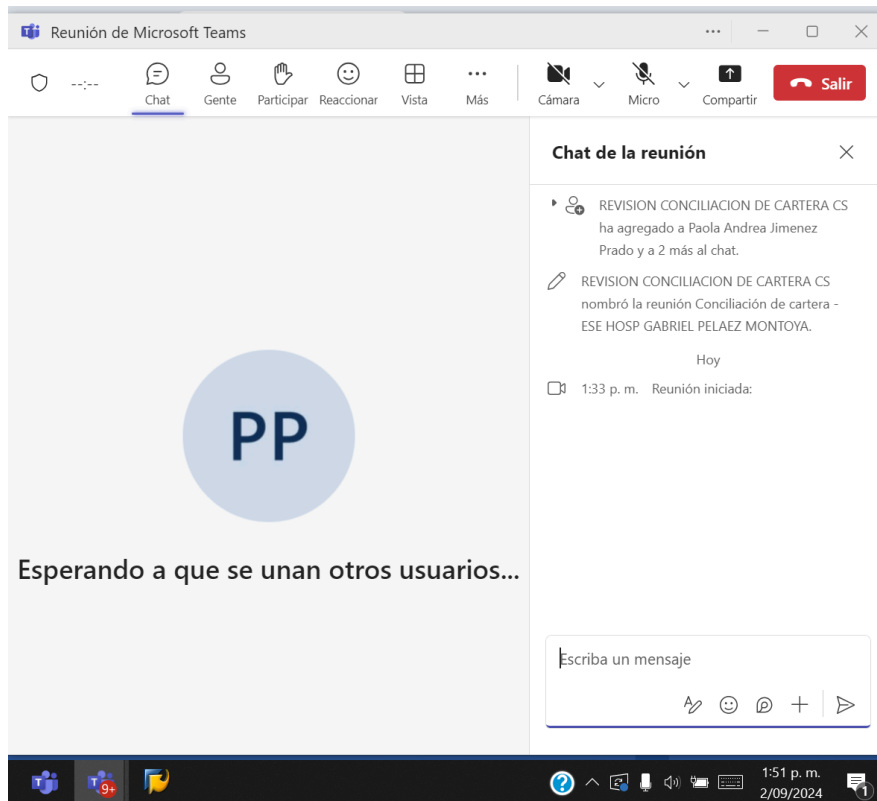 Reunión de Microsoft Teams
--:--
Chat
Gente
Participar
Reaccionar
Vista
Más
Cámara
Micro
Compartir
Salir
PP
Esperando a que se unan otros usuarios...
Chat de la reunión
REVISION CONCILIACION DE CARTERA CS
ha agregado a Paola Andrea Jimenez
Prado y a 2 más al chat.
REVISION CONCILIACION DE CARTERA CS
nombró la reunión Conciliación de cartera -
ESE HOSP GABRIEL PELAEZ MONTOYA.
Hoy
1:33 p. m. Reunión iniciada:
Escriba un mensaje
9+
1:51 p. m.
2/09/2024
1